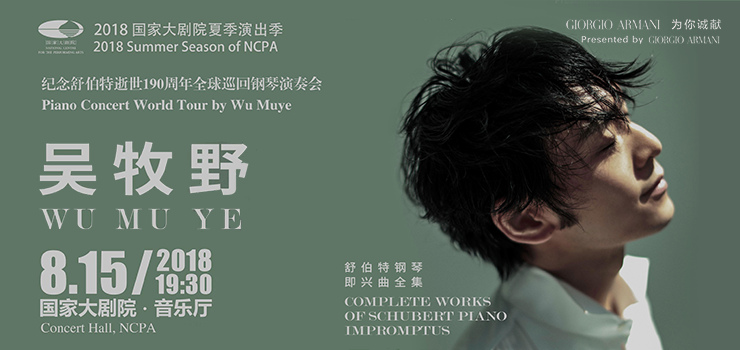 2018 国家大剧院夏季演出季
2018 Summer Season of NCPA
GIORGIO ARMANI 为你诚献
Presented by GIORGIO ARMANI
纪念舒伯特逝世190周年全球巡回钢琴演奏会
Piano Concert World Tour by Wu Muye
吴牧野
WU MU YE
8.15/2018
19:30
国家大剧院·音乐厅
Concert Hall, NCPA
舒伯特钢琴
即兴曲全集
COMPLETE WORKS
OF SCHUBERT PIANO
IMPROMPTUS